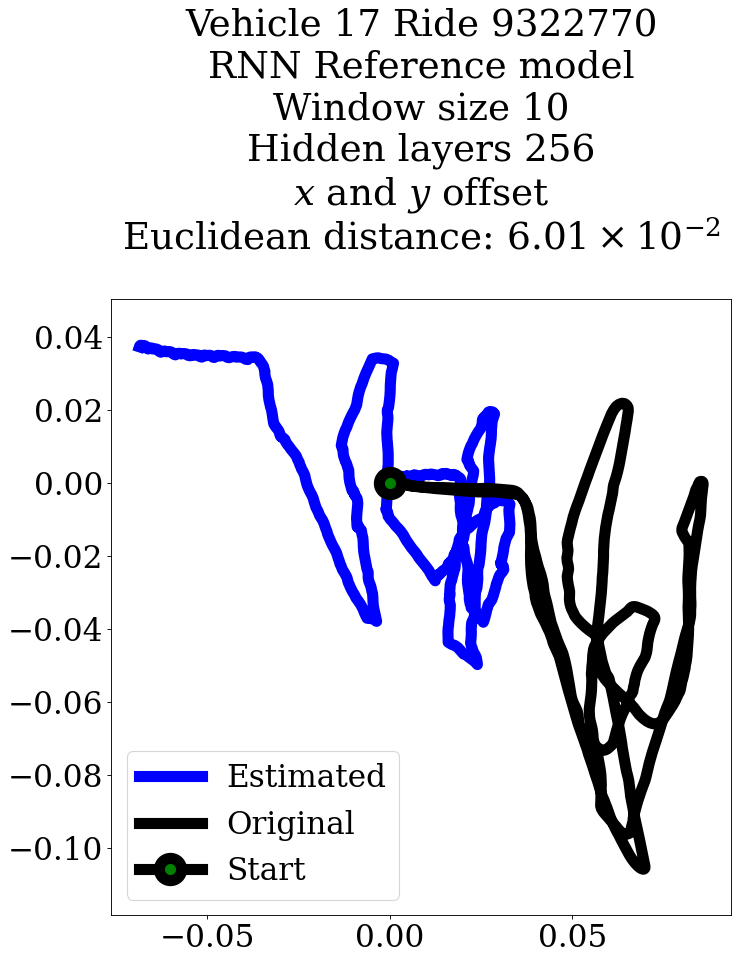 Vehicle 17 Ride 9322770
RNN Reference model
Window size 10
Hidden layers 256
x and y offset
Euclidean distance: 6.01 × 10⁻²
0.04
0.02
0.00
−0.02
−0.04
−0.06
−0.08
−0.10
Estimated
Original
Start
−0.05
0.00
0.05